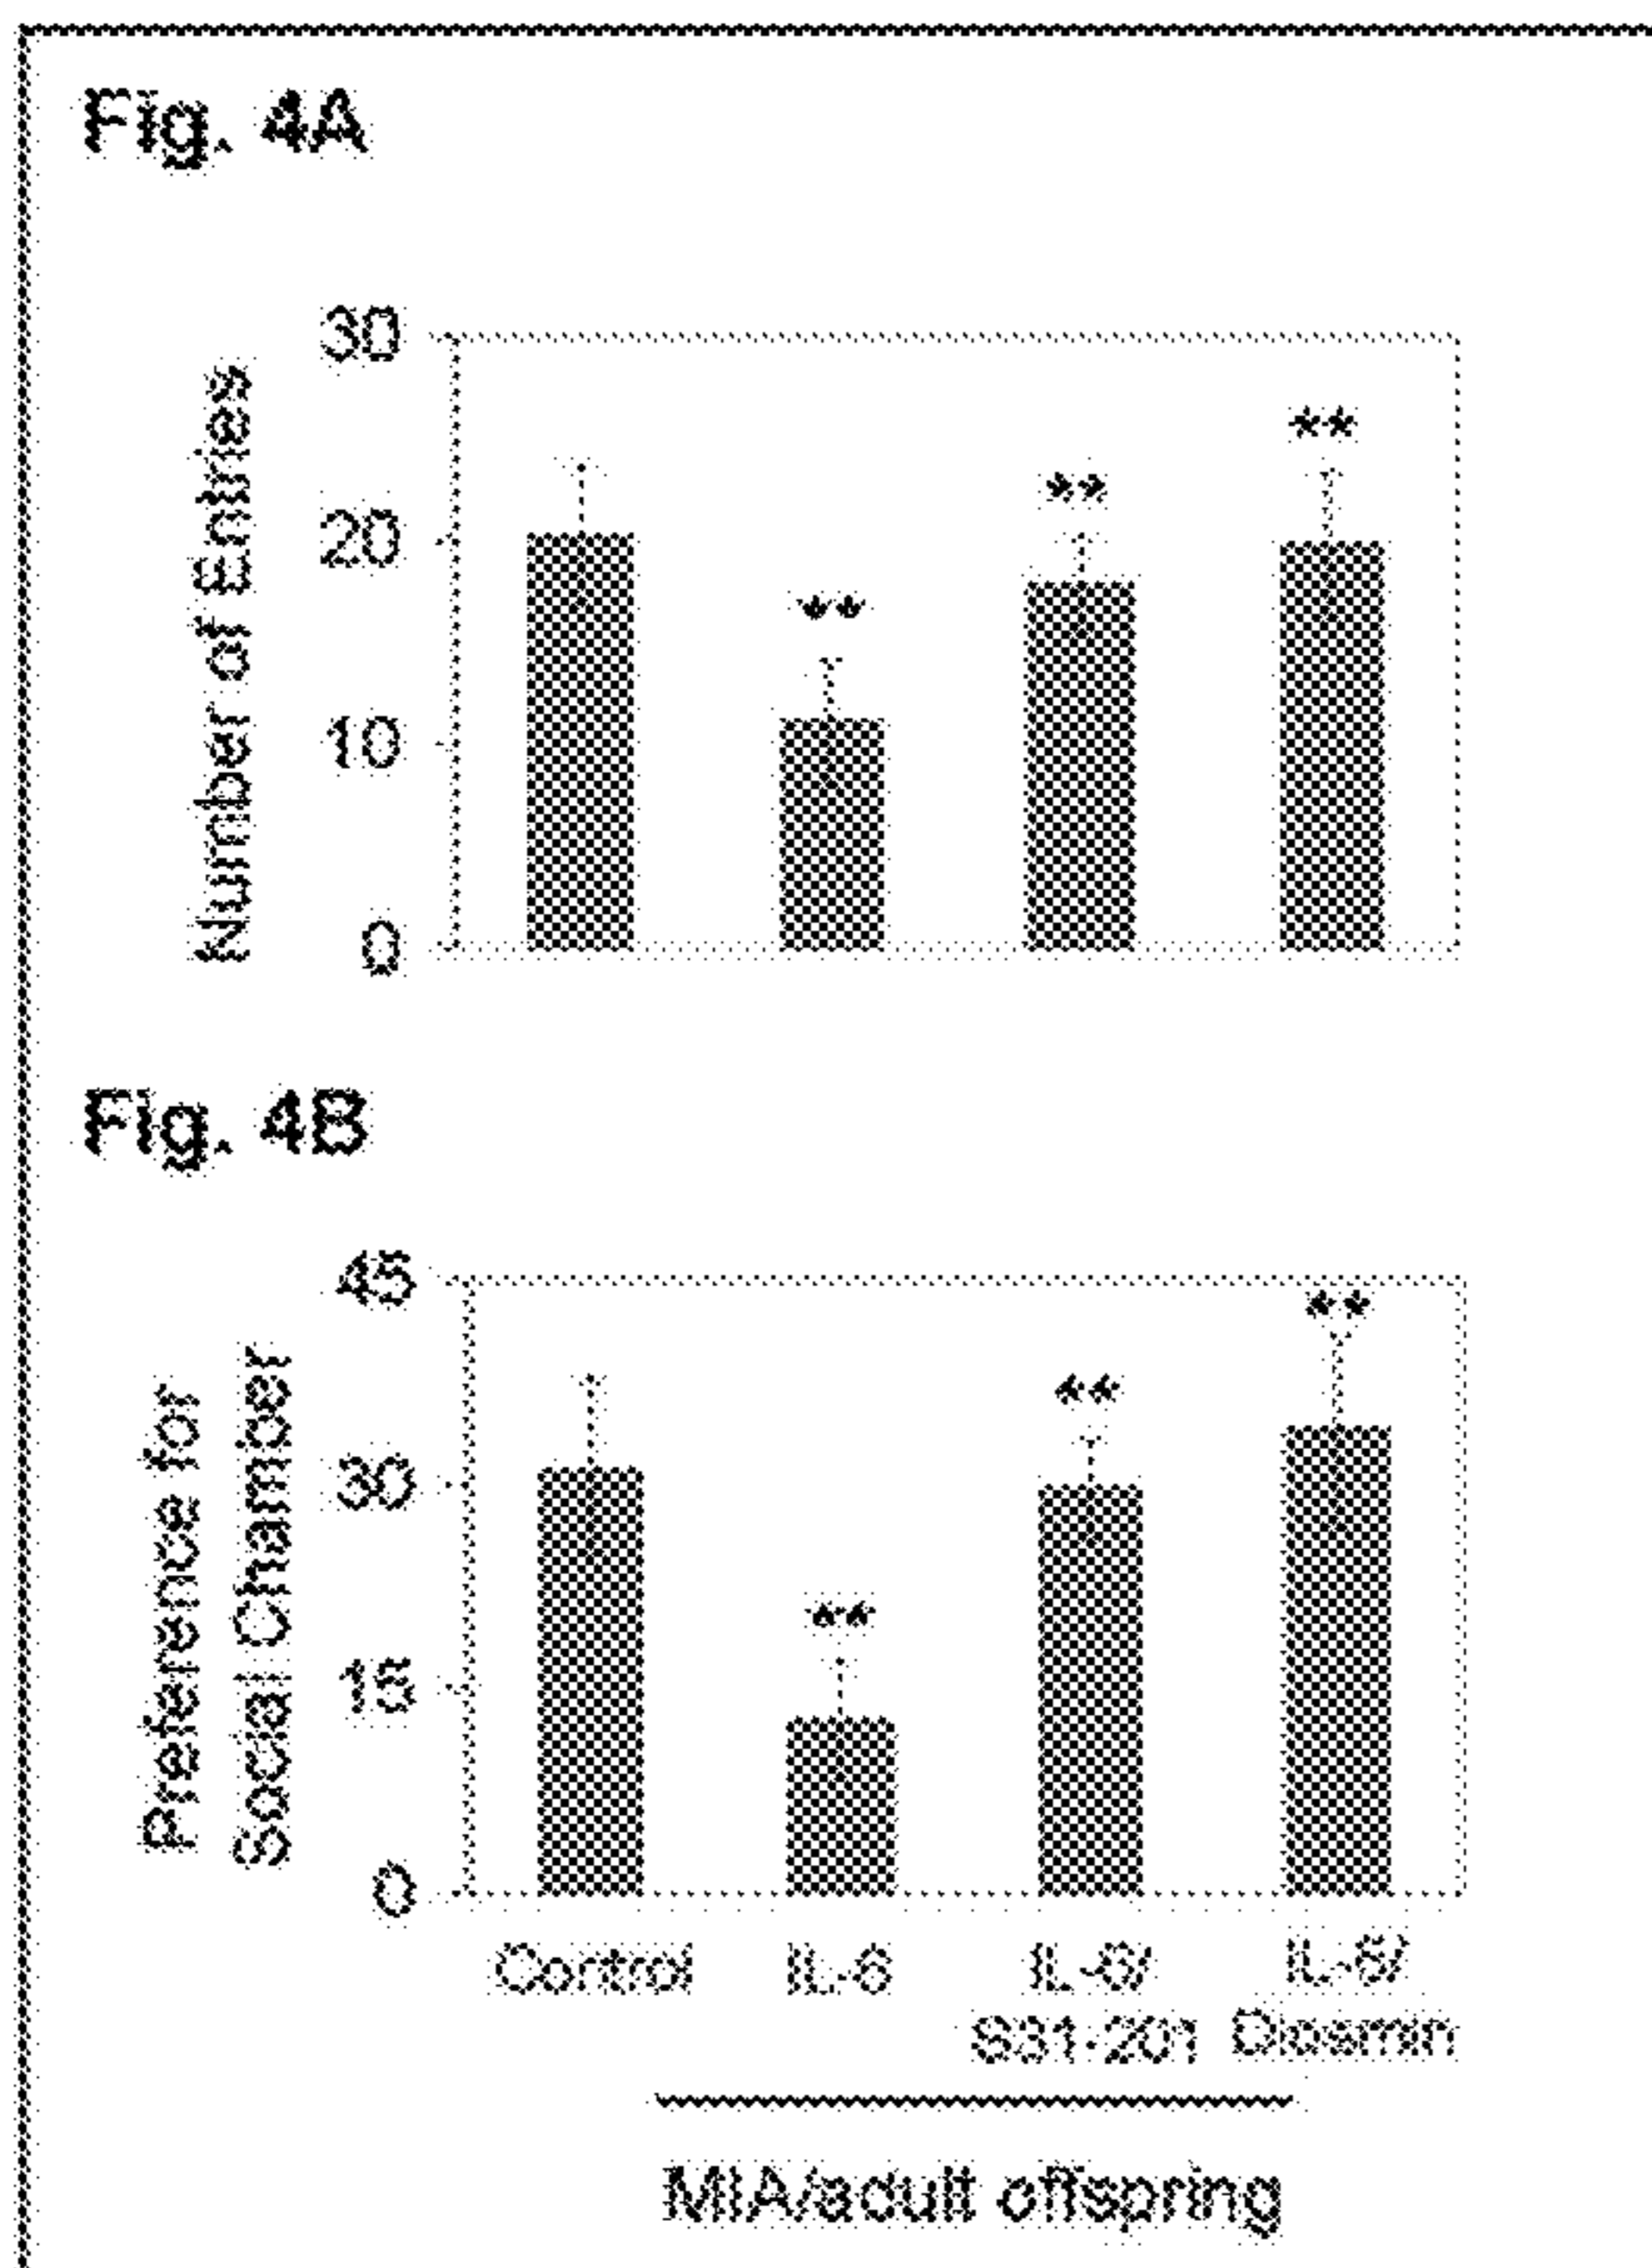 Fig. 4A
Number of Entries
30
20
10
0
**
**
**
Fig. 4B
Preference for
Social Chamber
45
30
15
0
**
**
**
Control
IL-6
IL-6/
S31-201
IL-6/
Diosmin
MIA/adult offspring